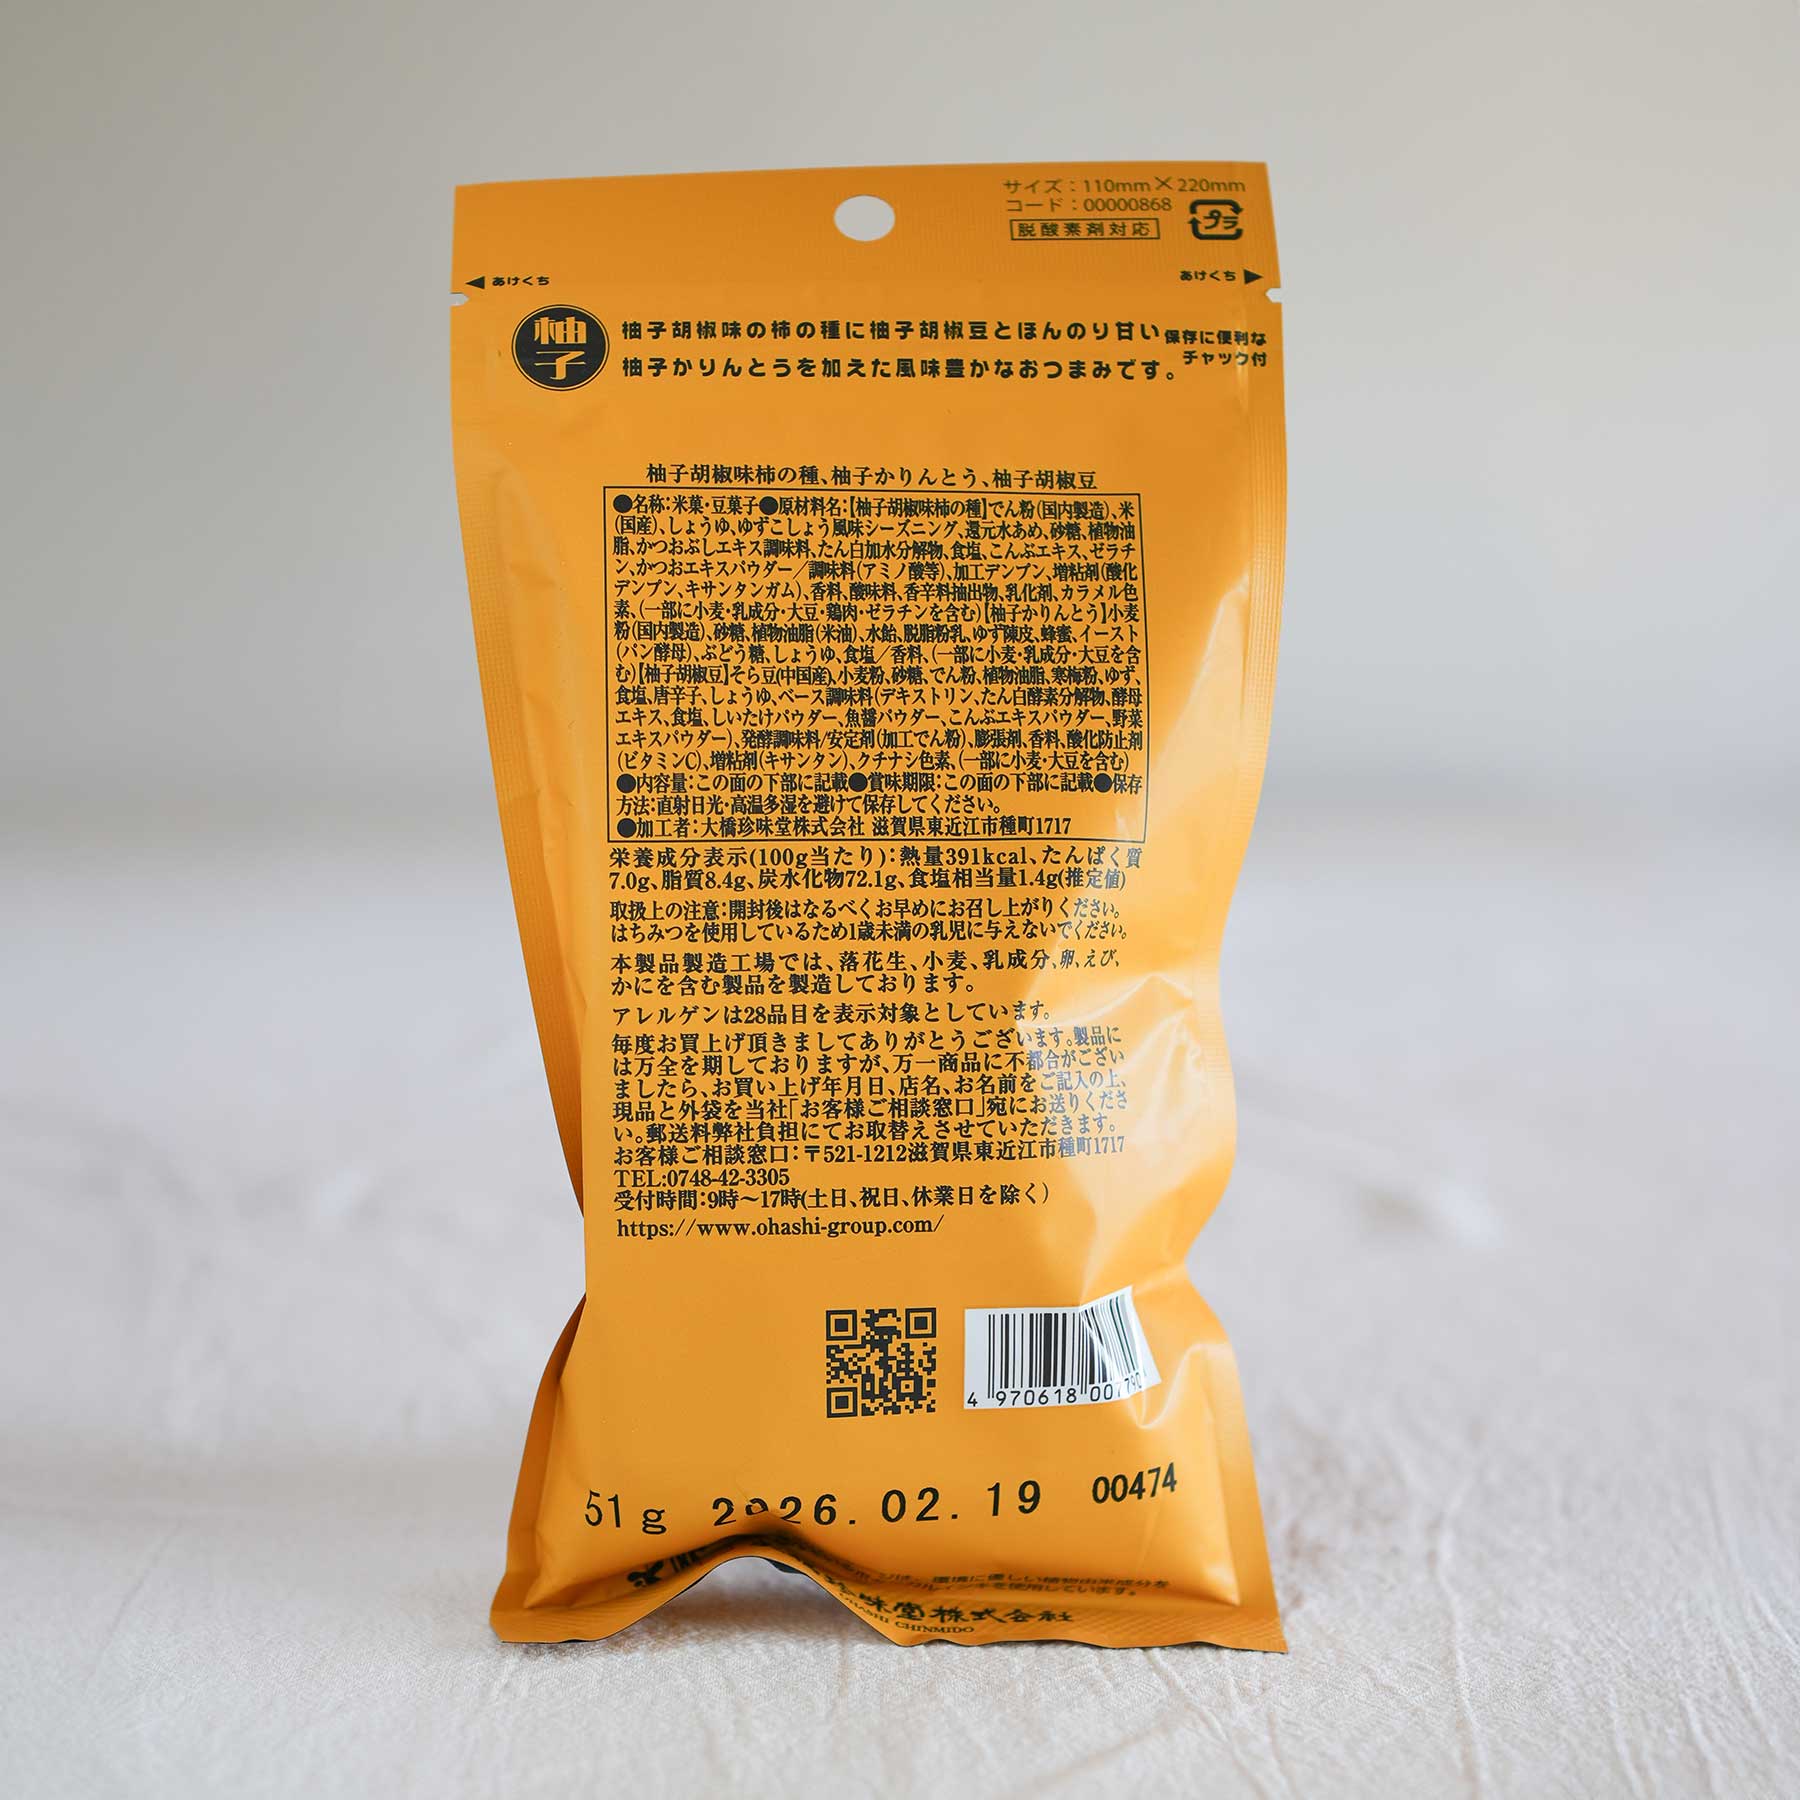 サイズ：110mm×220mm
コード：00000868
脱酸素剤対応
プラ
あけくち
あけくち
柚子
柚子胡椒味の柿の種に柚子胡椒豆とほんのり甘い
柚子かりんとうを加えた風味豊かなおつまみです。
保存に便利な
チャック付
柚子胡椒味柿の種、柚子かりんとう、柚子胡椒豆
●名称：米菓・豆菓子●原材料名：【柚子胡椒味柿の種】でん粉（国内製造）、米
（国産）、しょうゆ、ゆずこしょう風味シーズニング、還元水あめ、砂糖、植物油
脂、かつおぶしエキス調味料、たん白加水分解物、食塩、こんぶエキス、ゼラチ
ン、かつおエキスパウダー／調味料（アミノ酸等）、加工デンプン、増粘剤（酸化
デンプン、キサンタンガム）、香料、酸味料、香辛料抽出物、乳化剤、カラメル色
素、（一部に小麦・乳成分・大豆・鶏肉・ゼラチンを含む）【柚子かりんとう】小麦
粉（国内製造）、砂糖、植物油脂（米油）、水飴、脱脂粉乳、ゆず陳皮、蜂蜜、イースト
（パン酵母）、ぶどう糖、しょうゆ、食塩／香料、（一部に小麦・乳成分・大豆を含
む）【柚子胡椒豆】そら豆（中国産）、小麦粉、砂糖、でん粉、植物油脂、寒梅粉、ゆず、
食塩、唐辛子、しょうゆ、ベース調味料（デキストリン、たん白酵素分解物、酵母
エキス、食塩、しいたけパウダー、魚醤パウダー、こんぶエキスパウダー、野菜
エキスパウダー）、発酵調味料/安定剤（加工でん粉）、膨張剤、香料、酸化防止剤
（ビタミンC）、増粘剤（キサンタン）、クチナシ色素、（一部に小麦・大豆を含む）
●内容量：この面の下部に記載●賞味期限：この面の下部に記載●保存
方法：直射日光・高温多湿を避けて保存してください。
●加工者：大橋珍味堂株式会社 滋賀県東近江市種町1717
栄養成分表示(100g当たり)：熱量391kcal、たんぱく質
7.0g、脂質8.4g、炭水化物72.1g、食塩相当量1.4g(推定値)
取扱上の注意：開封後はなるべくお早めにお召し上がりください。
はちみつを使用しているため1歳未満の乳児に与えないでください。
本製品製造工場では、落花生、小麦、乳成分、卵、えび、
かにを含む製品を製造しております。
アレルゲンは28品目を表示対象としています。
毎度お買上げ頂きましてありがとうございます。製品に
は万全を期しておりますが、万一商品に不都合がござい
ましたら、お買い上げ年月日、店名、お名前をご記入の上、
現品と外袋を当社「お客様ご相談窓口」宛にお送りくださ
い。郵送料弊社負担にてお取替えさせていただきます。
お客様ご相談窓口：〒521-1212滋賀県東近江市種町1717
TEL:0748-42-3305
受付時間：9時～17時(土日、祝日、休業日を除く）
https://www.ohashi-group.com/
4 970618 007790
51g 2026.02.19 00474
環境に優しい植物由来成分を
インキを使用しています。
珍味堂株式会社
OHASHI CHINMIDO